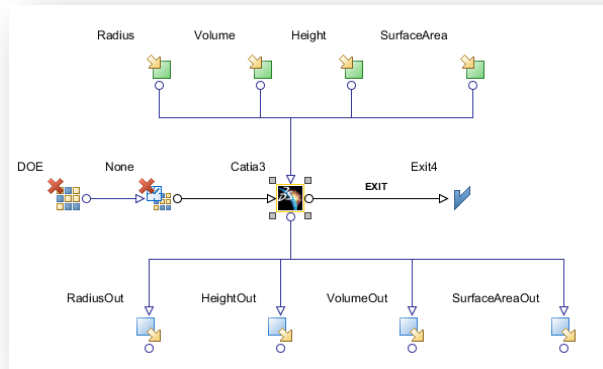 Radius Volume Height SurfaceArea
DOE None Catia3 Exit4
EXIT
RadiusOut HeightOut VolumeOut SurfaceAreaOut